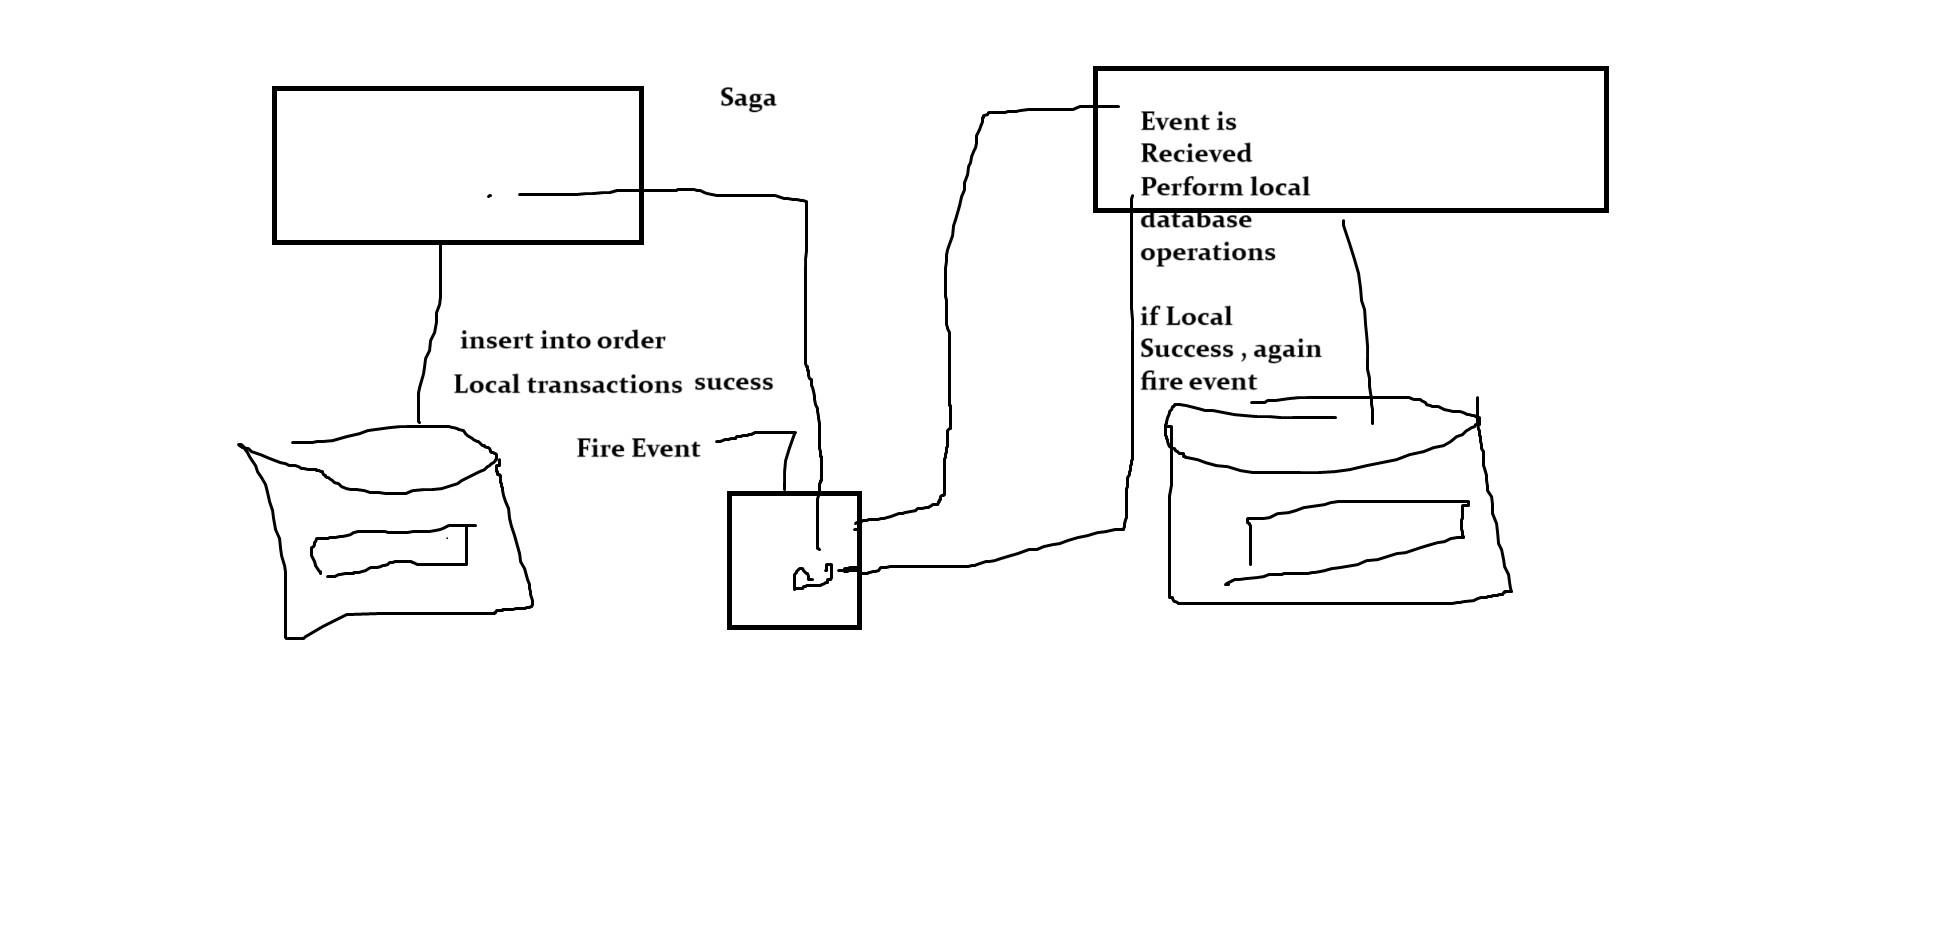 Saga
Event is
Recieved
Perform local
database
operations
if Local
Success , again
fire event
insert into order
Local transactions sucess
Fire Event